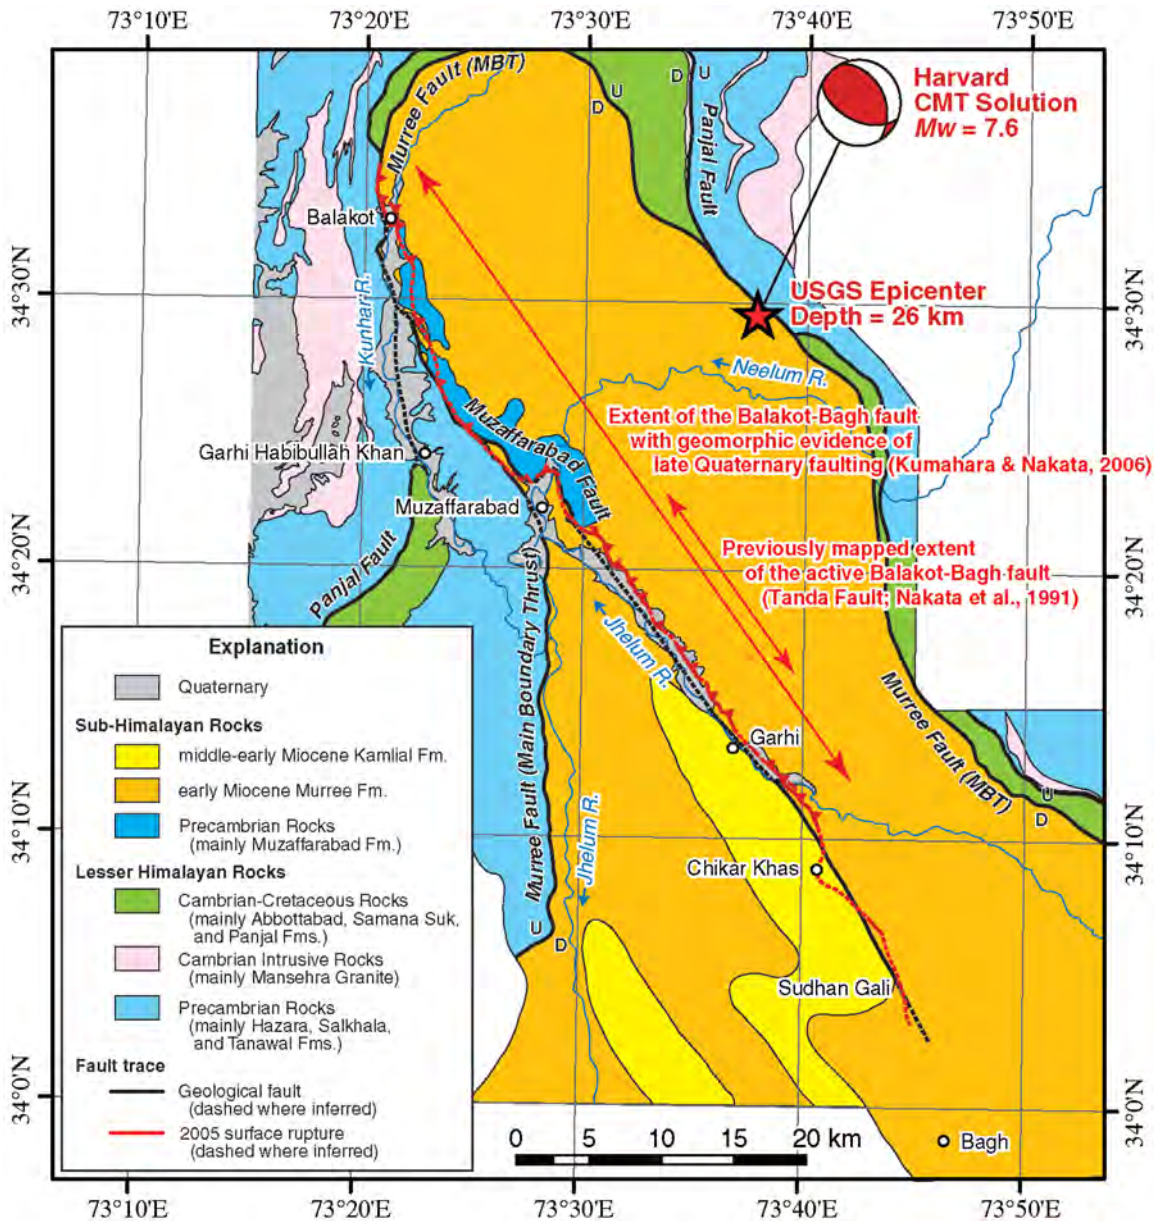 73°10'E
73°20'E
73°30'E
73°40'E
73°50'E
Murree Fault (MBT)
U
D
D
U
Panjal Fault
Harvard
CMT Solution
Mw = 7.6
Balakot
34°30'N
34°30'N
Kunhar R.
USGS Epicenter
Depth = 26 km
Neelum R.
Extent of the Balakot-Bagh fault
with geomorphic evidence of
late Quaternary faulting (Kumahara & Nakata, 2006)
Muzaffarabad Fault
Garhi Habibullah Khan
Muzaffarabad
34°20'N
34°20'N
Panjal Fault
Previously mapped extent
of the active Balakot-Bagh fault
(Tanda Fault; Nakata et al., 1991)
Jhelum R.
Murree Fault (Main Boundary Thrust)
Murree Fault (MBT)
U
D
Garhi
34°10'N
34°10'N
Jhelum R.
Chikar Khas
U
D
Sudhan Gali
34°0'N
34°0'N
Bagh
Explanation
Quaternary
Sub-Himalayan Rocks
middle-early Miocene Kamlial Fm.
early Miocene Murree Fm.
Precambrian Rocks
(mainly Muzaffarabad Fm.)
Lesser Himalayan Rocks
Cambrian-Cretaceous Rocks
(mainly Abbottabad, Samana Suk,
and Panjal Fms.)
Cambrian Intrusive Rocks
(mainly Mansehra Granite)
Precambrian Rocks
(mainly Hazara, Salkhala,
and Tanawal Fms.)
Fault trace
Geological fault
(dashed where inferred)
2005 surface rupture
(dashed where inferred)
0 5 10 15 20 km
73°10'E
73°20'E
73°30'E
73°40'E
73°50'E